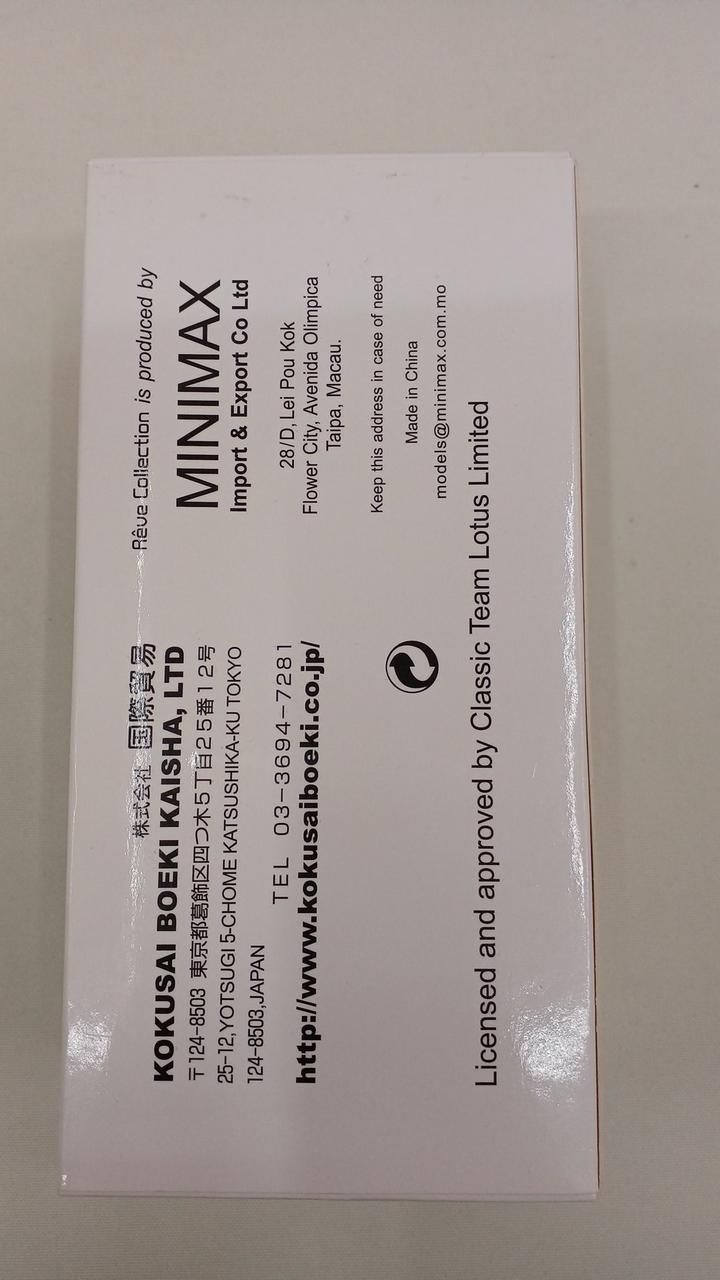 株式会社 国際貿易
KOKUSAI BOEKI KAISHA, LTD
〒124-8503 東京都葛飾区四つ木5丁目25番12号
25-12,YOTSUGI 5-CHOME KATSUSHIKA-KU TOKYO
124-8503,JAPAN
TEL 03-3694-7281
http://www.kokusaiboeki.co.jp/
Rêve Collection is produced by
MINIMAX
Import & Export Co Ltd
28/D, Lei Pou Kok
Flower City, Avenida Olimpica
Taipa, Macau.
Keep this address in case of need
Made in China
models@minimax.com.mo
Licensed and approved by Classic Team Lotus Limited